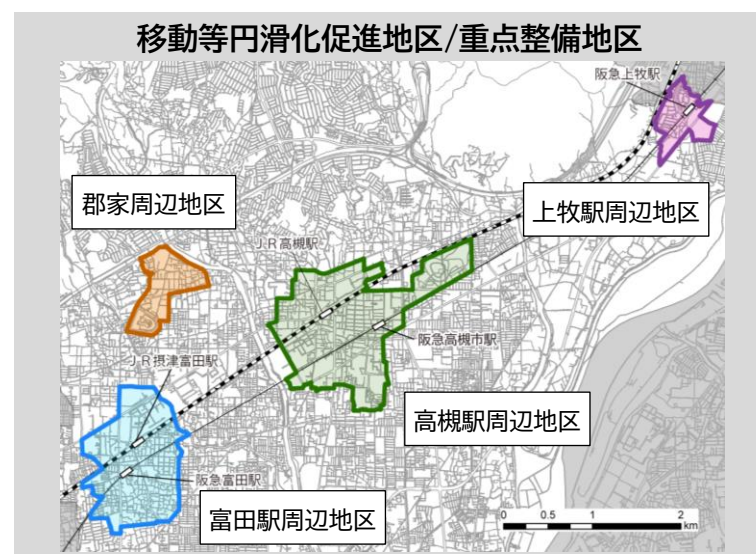 移動等円滑化促進地区/重点整備地区
阪急上牧駅
郡家周辺地区
上牧駅周辺地区
JR高槻駅
阪急高槻市駅
JR摂津富田駅
高槻駅周辺地区
阪急富田駅
富田駅周辺地区
0 0.5 1 2
km